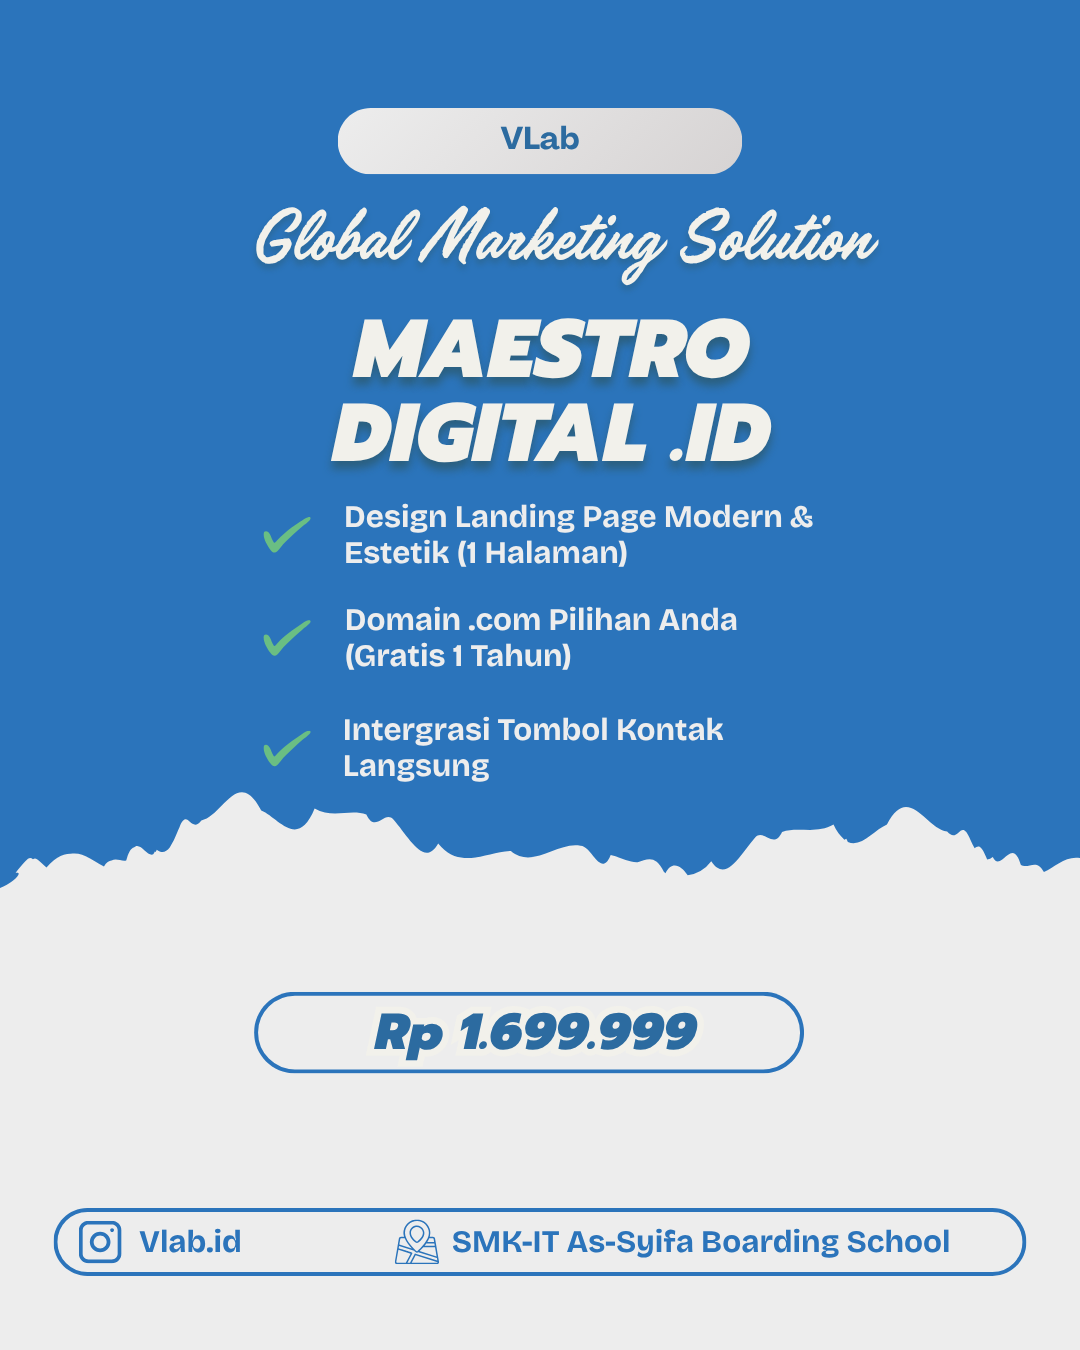 VLab
Global Marketing Solution
MAESTRO
DIGITAL .ID
Design Landing Page Modern &
Estetik (1 Halaman)
Domain .com Pilihan Anda
(Gratis 1 Tahun)
Intergrasi Tombol Kontak
Langsung
Rp 1.699.999
Vlab.id
SMK-IT As-Syifa Boarding School